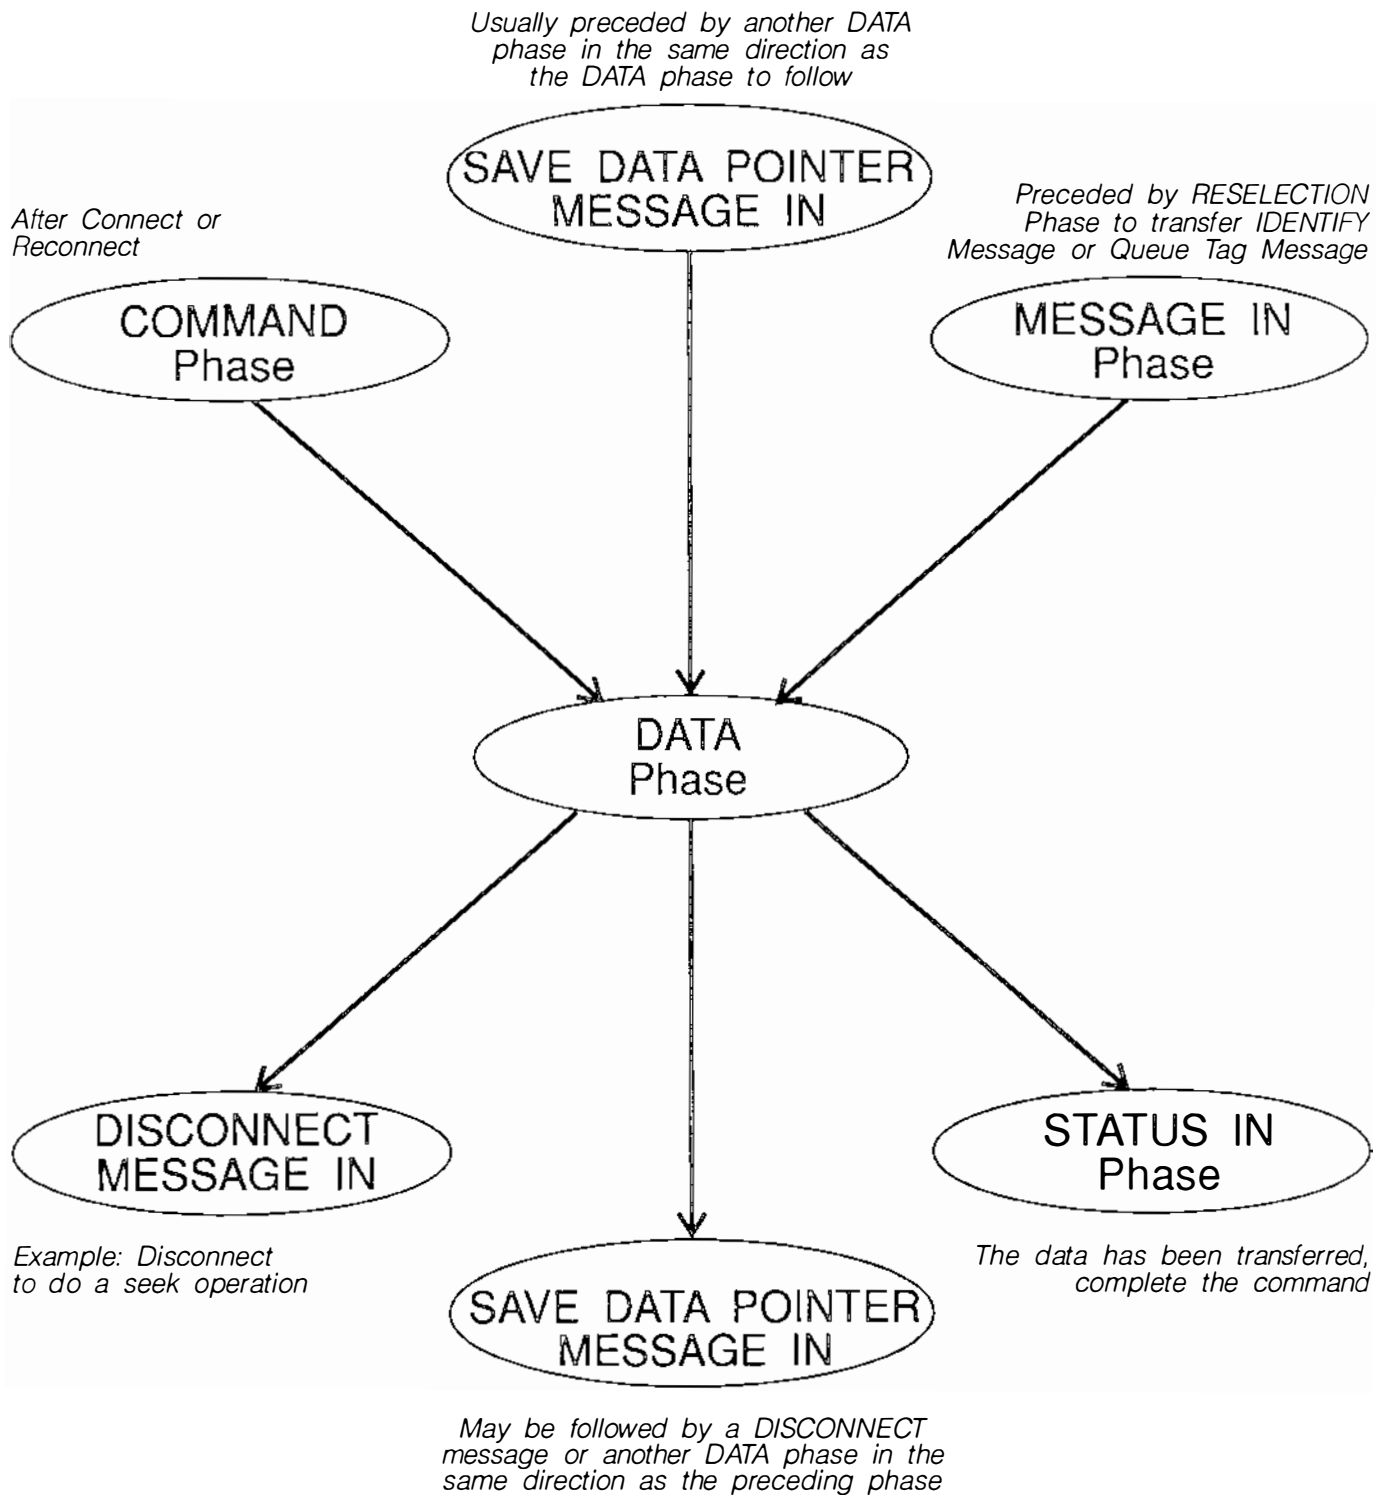 Usually preceded by another DATA
phase in the same direction as
the DATA phase to follow
SAVE DATA POINTER
MESSAGE IN
After Connect or
Reconnect
COMMAND
Phase
Preceded by RESELECTION
Phase to transfer IDENTIFY
Message or Queue Tag Message
MESSAGE IN
Phase
DATA
Phase
DISCONNECT
MESSAGE IN
Example: Disconnect
to do a seek operation
STATUS IN
Phase
The data has been transferred,
complete the command
SAVE DATA POINTER
MESSAGE IN
May be followed by a DISCONNECT
message or another DATA phase in the
same direction as the preceding phase